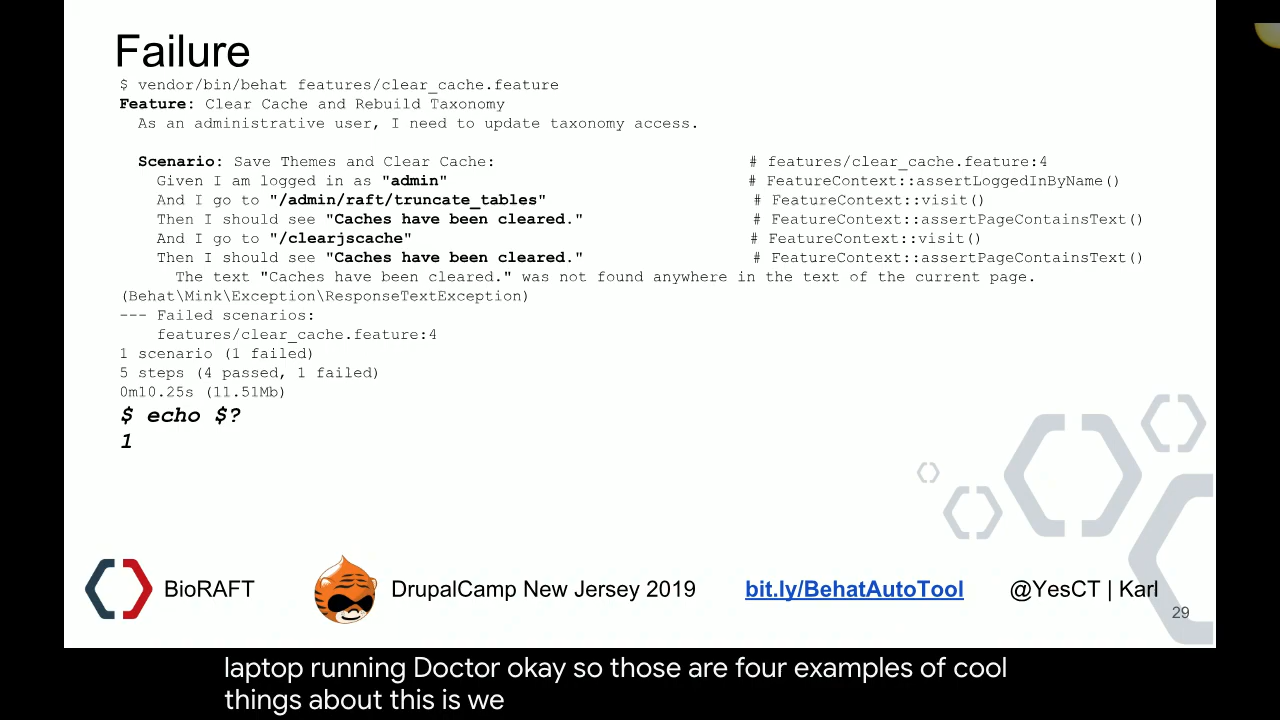 Failure
$ vendor/bin/behat features/clear_cache.feature
Feature: Clear Cache and Rebuild Taxonomy
As an administrative user, I need to update taxonomy access.
Scenario: Save Themes and Clear Cache: # features/clear_cache.feature:4
Given I am logged in as "admin" # FeatureContext::assertLoggedInByName()
And I go to "/admin/raft/truncate_tables" # FeatureContext::visit()
Then I should see "Caches have been cleared." # FeatureContext::assertPageContainsText()
And I go to "/clearjscache" # FeatureContext::visit()
Then I should see "Caches have been cleared." # FeatureContext::assertPageContainsText()
The text "Caches have been cleared." was not found anywhere in the text of the current page.
(Behat\Mink\Exception\ResponseTextException)
--- Failed scenarios:
features/clear_cache.feature:4
1 scenario (1 failed)
5 steps (4 passed, 1 failed)
0m10.25s (11.51Mb)
$ echo $?
1
BioRAFT DrupalCamp New Jersey 2019 bit.ly/BehatAutoTool @YesCT | Karl
29
laptop running Doctor okay so those are four examples of cool
things about this is we